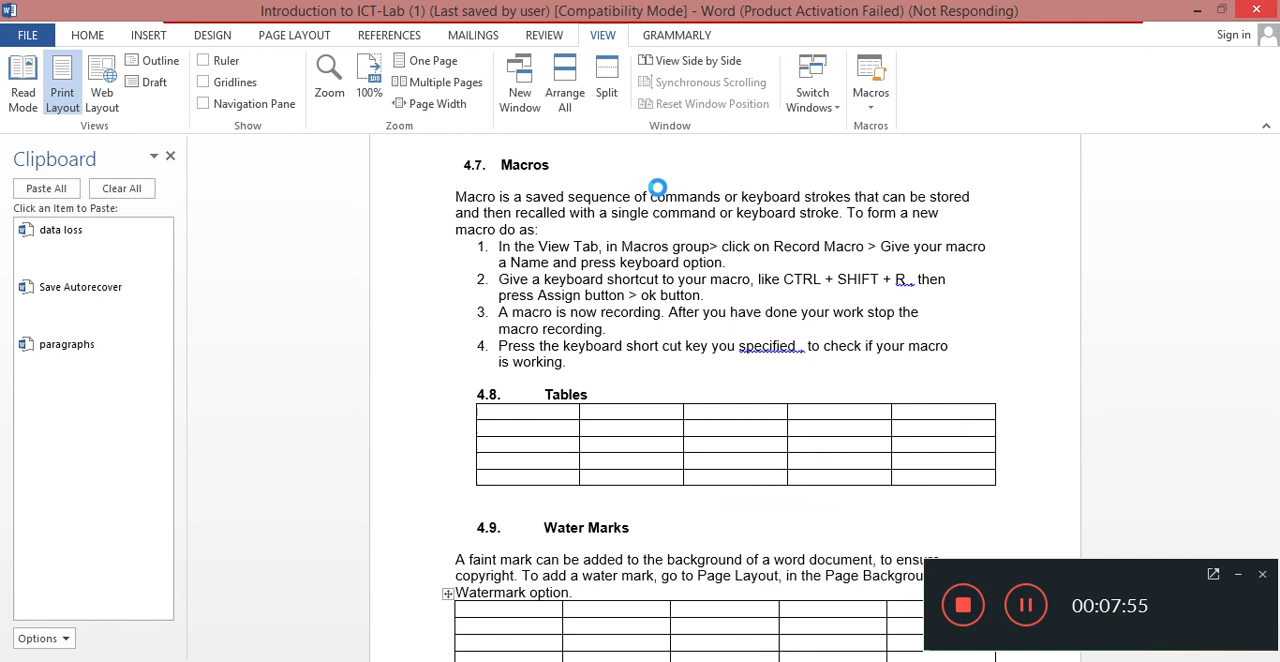 Introduction to ICT-Lab (1) (Last saved by user) [Compatibility Mode] - Word (Product Activation Failed) (Not Responding)
FILE HOME INSERT DESIGN PAGE LAYOUT REFERENCES MAILINGS REVIEW VIEW GRAMMARLY Sign in
Read Mode
Print Layout
Web Layout
Outline
Draft
Views
Ruler
Gridlines
Navigation Pane
Show
Zoom
100
100%
One Page
Multiple Pages
Page Width
Zoom
New Window
Arrange All
Split
View Side by Side
Synchronous Scrolling
Reset Window Position
Window
Switch Windows
Macros
Macros
Clipboard
Paste All Clear All
Click an Item to Paste:
data loss
Save Autorecover
paragraphs
Options
4.7. Macros
Macro is a saved sequence of commands or keyboard strokes that can be stored
and then recalled with a single command or keyboard stroke. To form a new
macro do as:
1. In the View Tab, in Macros group> click on Record Macro > Give your macro
a Name and press keyboard option.
2. Give a keyboard shortcut to your macro, like CTRL + SHIFT + R , then
press Assign button > ok button.
3. A macro is now recording. After you have done your work stop the
macro recording.
4. Press the keyboard short cut key you specified , to check if your macro
is working.
4.8. Tables
4.9. Water Marks
A faint mark can be added to the background of a word document, to ensure
copyright. To add a water mark, go to Page Layout, in the Page Backgrou
Watermark option.
00:07:55